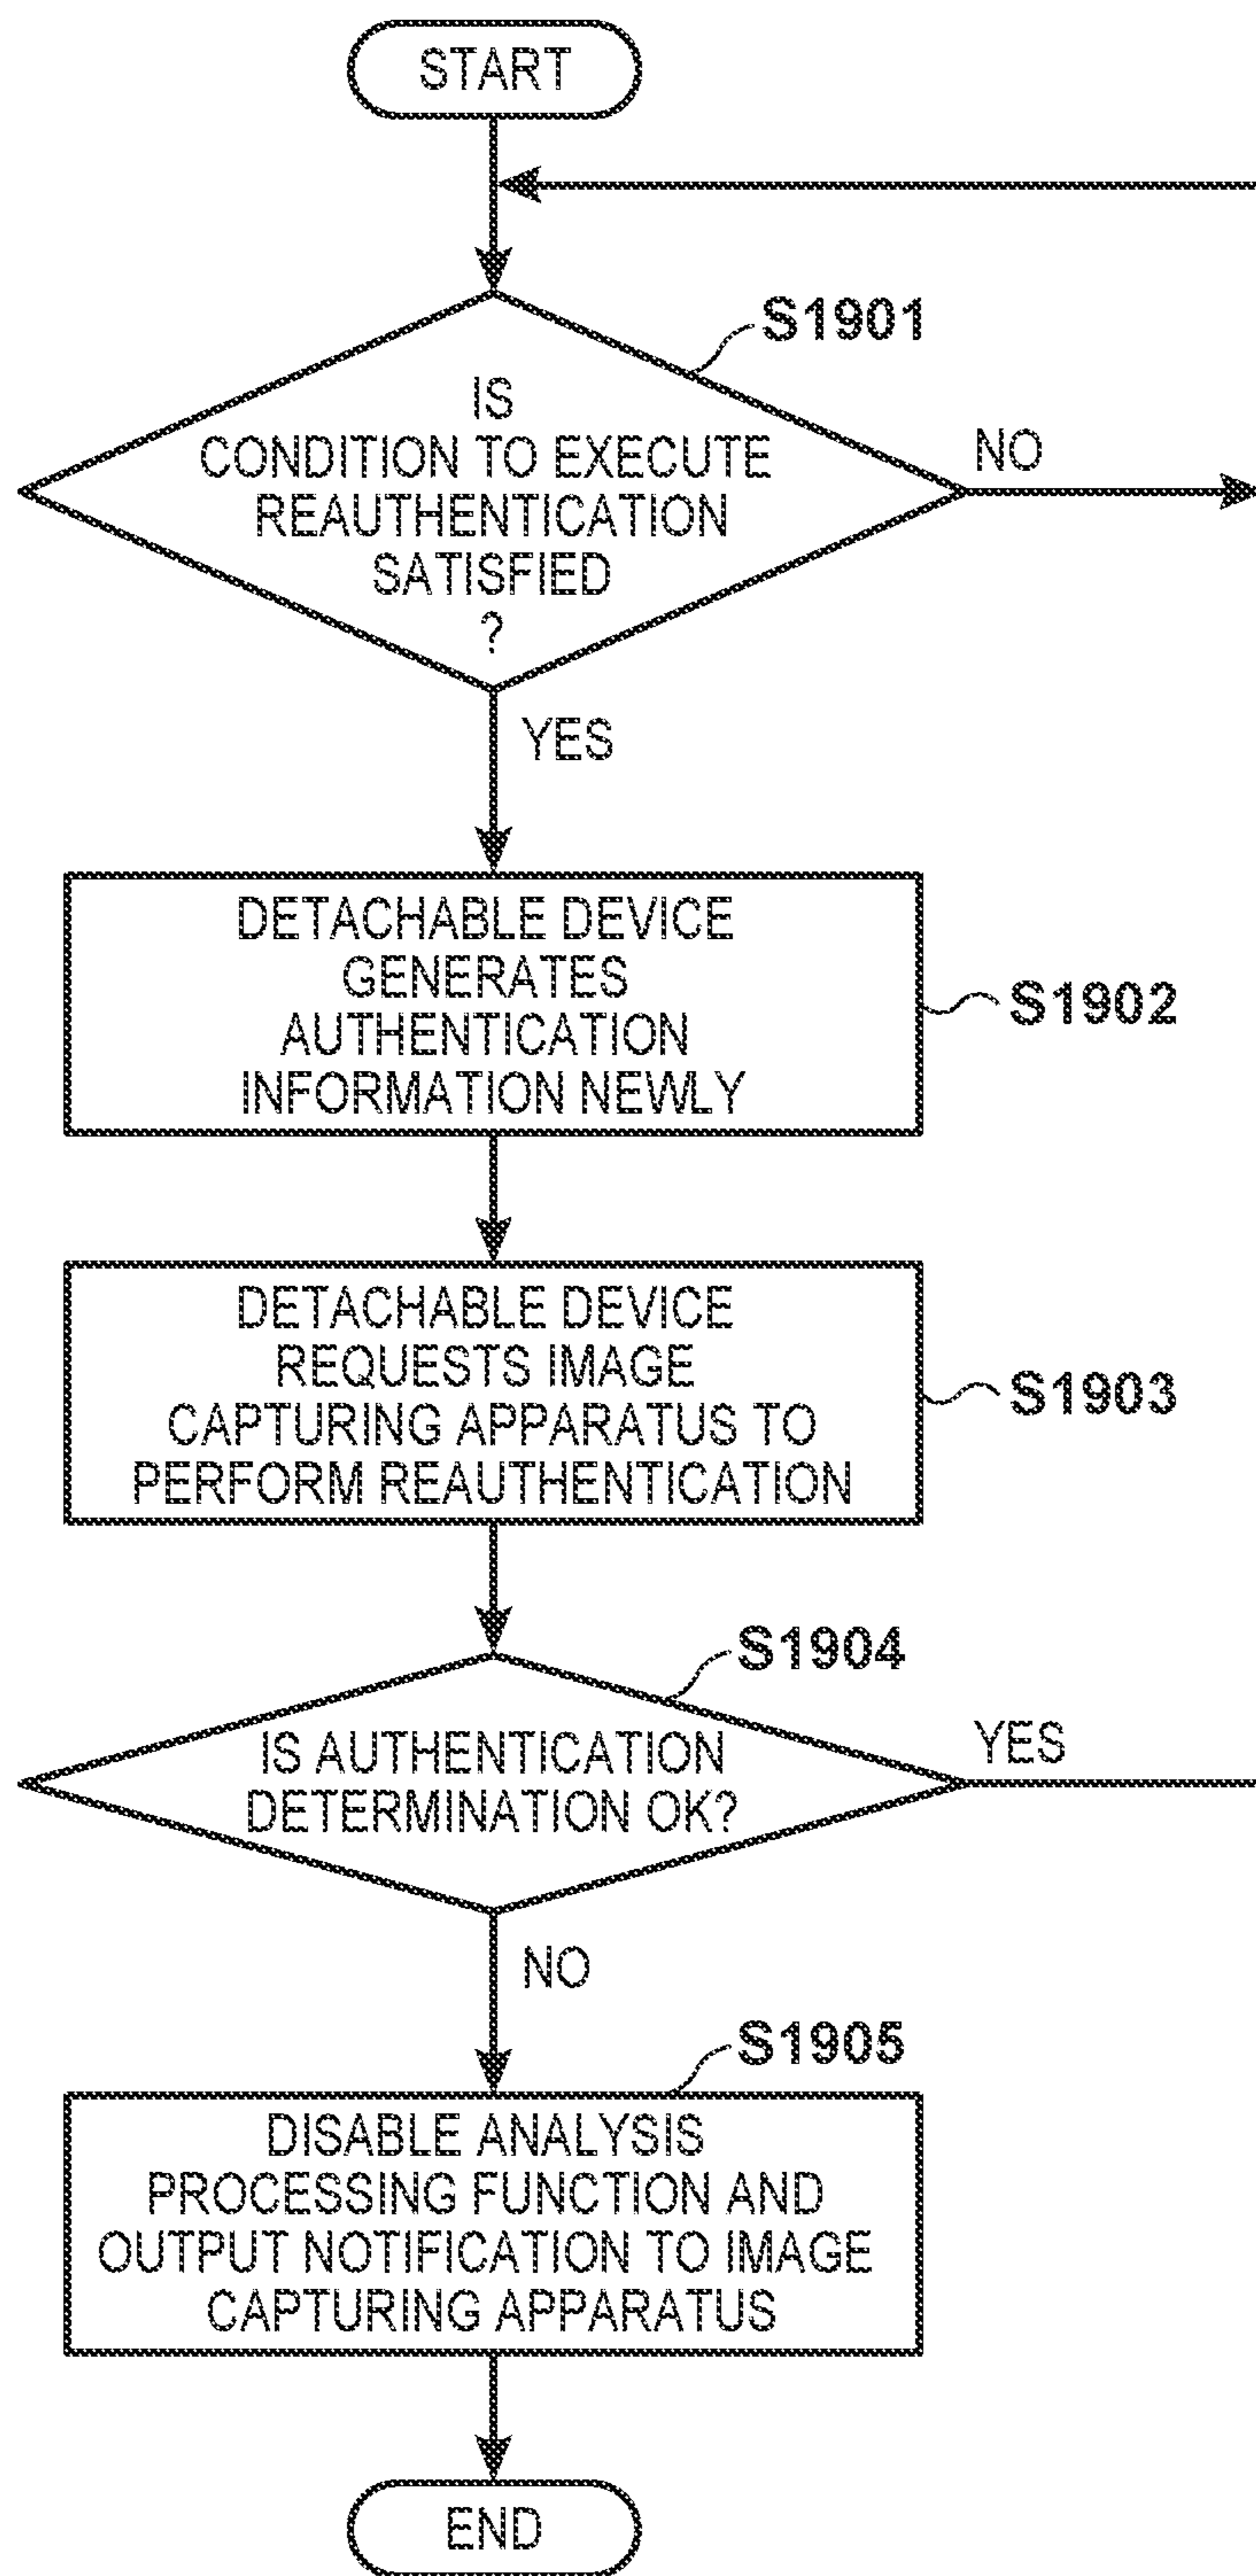 START
S1901
IS
CONDITION TO EXECUTE
REAUTHENTICATION
SATISFIED
?
NO
YES
DETACHABLE DEVICE
GENERATES
AUTHENTICATION
INFORMATION NEWLY
S1902
DETACHABLE DEVICE
REQUESTS IMAGE
CAPTURING APPARATUS TO
PERFORM REAUTHENTICATION
S1903
S1904
IS AUTHENTICATION
DETERMINATION OK?
YES
NO
S1905
DISABLE ANALYSIS
PROCESSING FUNCTION AND
OUTPUT NOTIFICATION TO IMAGE
CAPTURING APPARATUS
END